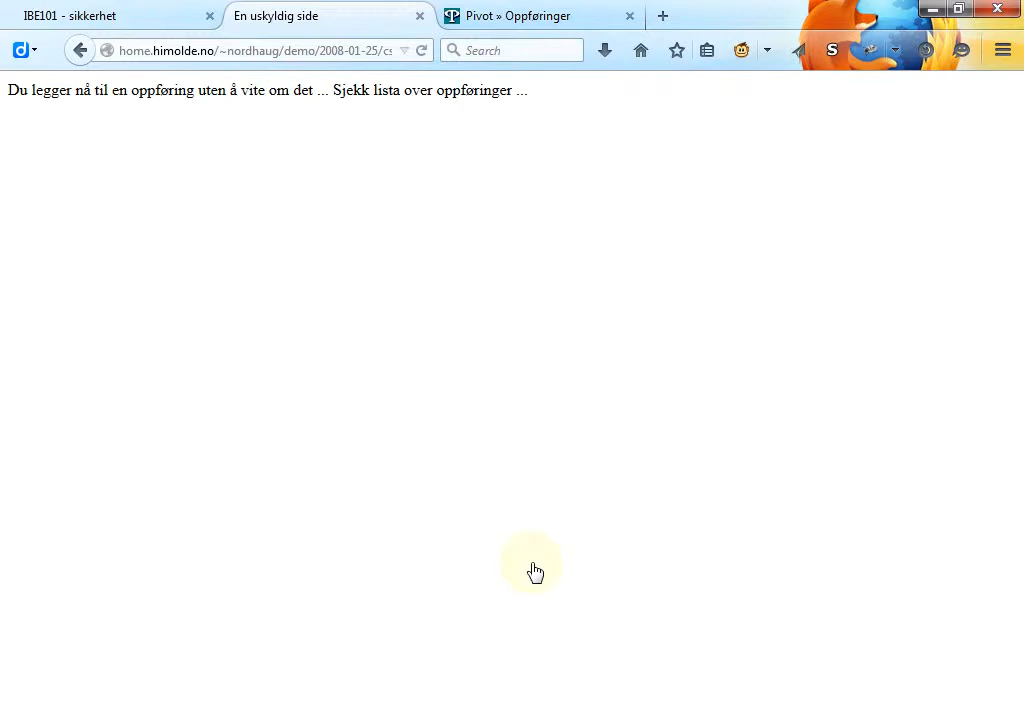 IBE101 - sikkerhet
En uskyldig side
Pivot » Oppføringer
home.himolde.no/~nordhaug/demo/2008-01-25/cs
Search
Du legger nå til en oppføring uten å vite om det ... Sjekk lista over oppføringer ...